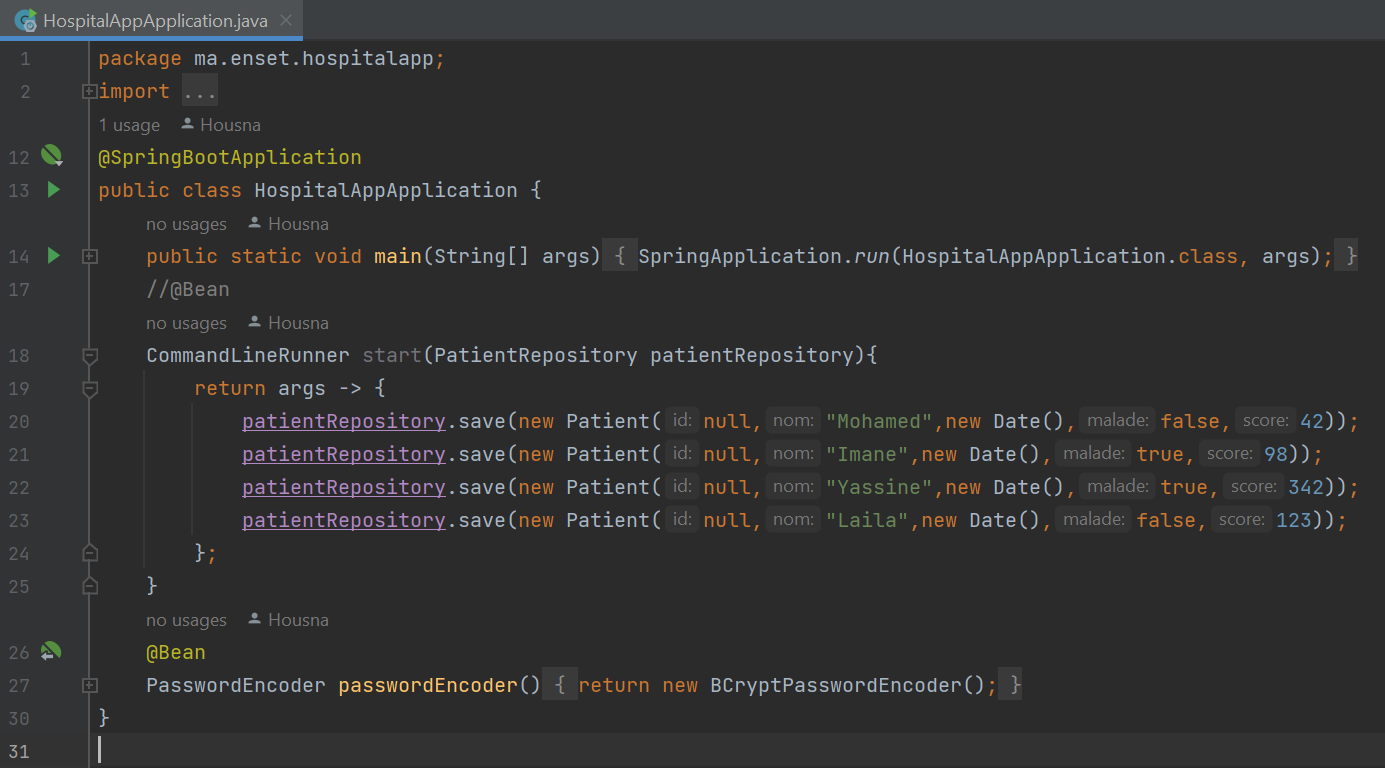 HospitalAppApplication.java
1 package ma.enset.hospitalapp;
2 import ...
1 usage Housna
12 @SpringBootApplication
13 public class HospitalAppApplication {
no usages Housna
14 public static void main(String[] args) { SpringApplication.run(HospitalAppApplication.class, args); }
17 //@Bean
no usages Housna
18 CommandLineRunner start(PatientRepository patientRepository){
19 return args -> {
20 patientRepository.save(new Patient( id: null, nom: "Mohamed",new Date(), malade: false, score: 42));
21 patientRepository.save(new Patient( id: null, nom: "Imane",new Date(), malade: true, score: 98));
22 patientRepository.save(new Patient( id: null, nom: "Yassine",new Date(), malade: true, score: 342));
23 patientRepository.save(new Patient( id: null, nom: "Laila",new Date(), malade: false, score: 123));
24 };
25 }
no usages Housna
26 @Bean
27 PasswordEncoder passwordEncoder() { return new BCryptPasswordEncoder(); }
30 }
31